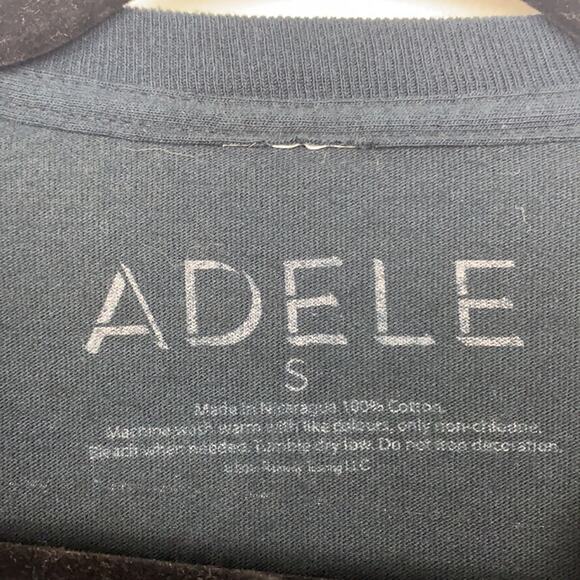 ADELE
S
Made in Nicaragua 100% Cotton.
Machine wash warm with like colours, only non-chlorine.
Bleach when needed. Tumble dry low. Do not iron decoration.
Touring LLC